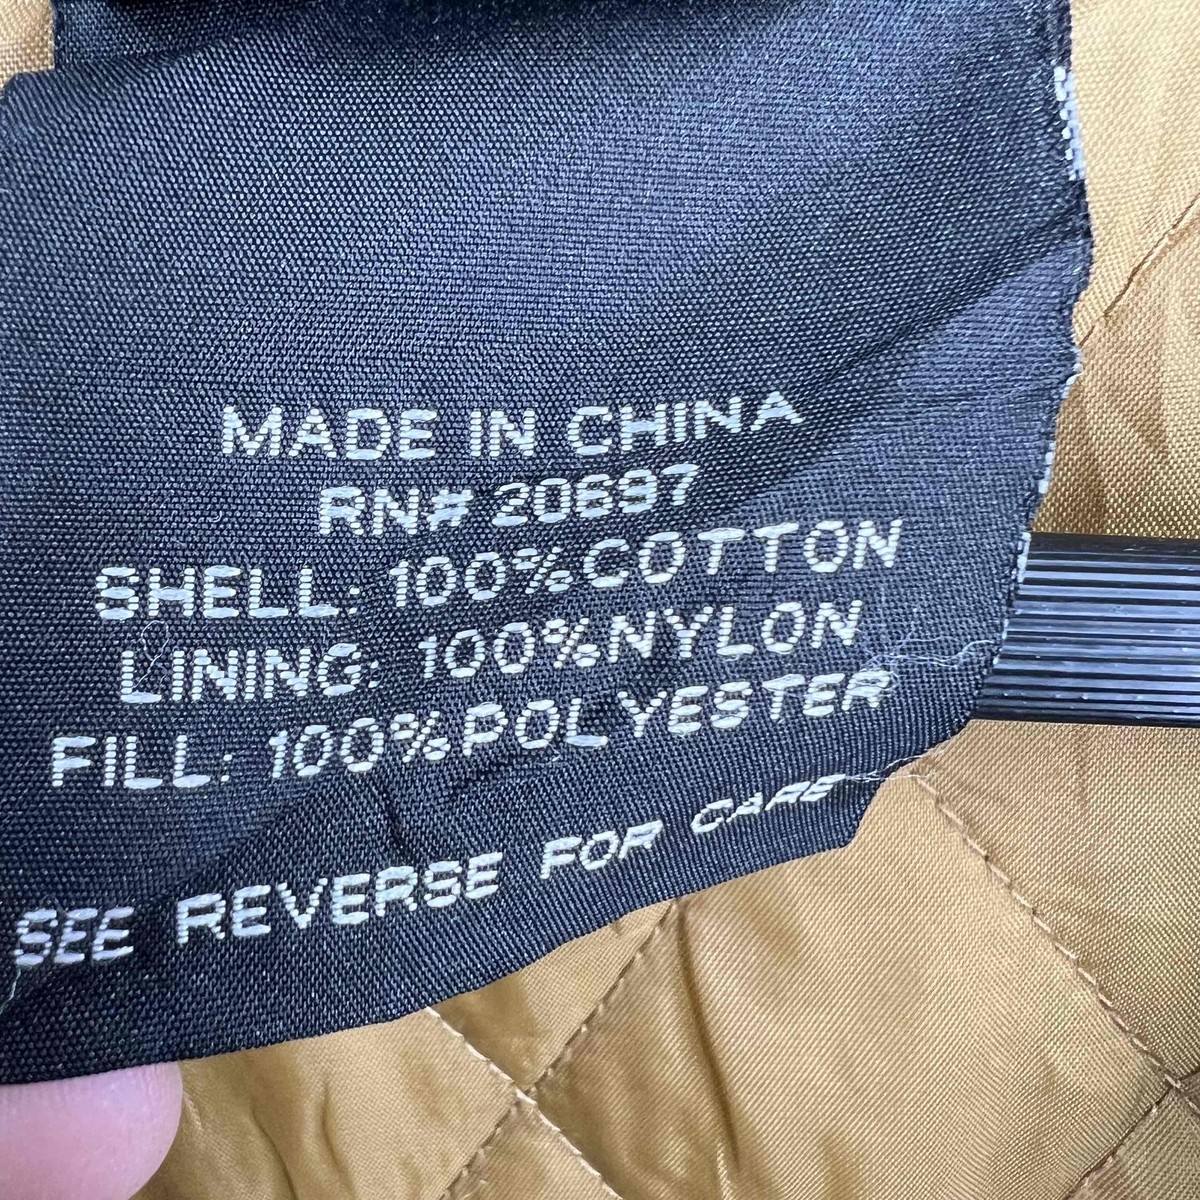 MADE IN CHINA
RN# 20697
SHELL: 100% COTTON
LINING: 100% NYLON
FILL: 100% POLYESTER
SEE REVERSE FOR CARE